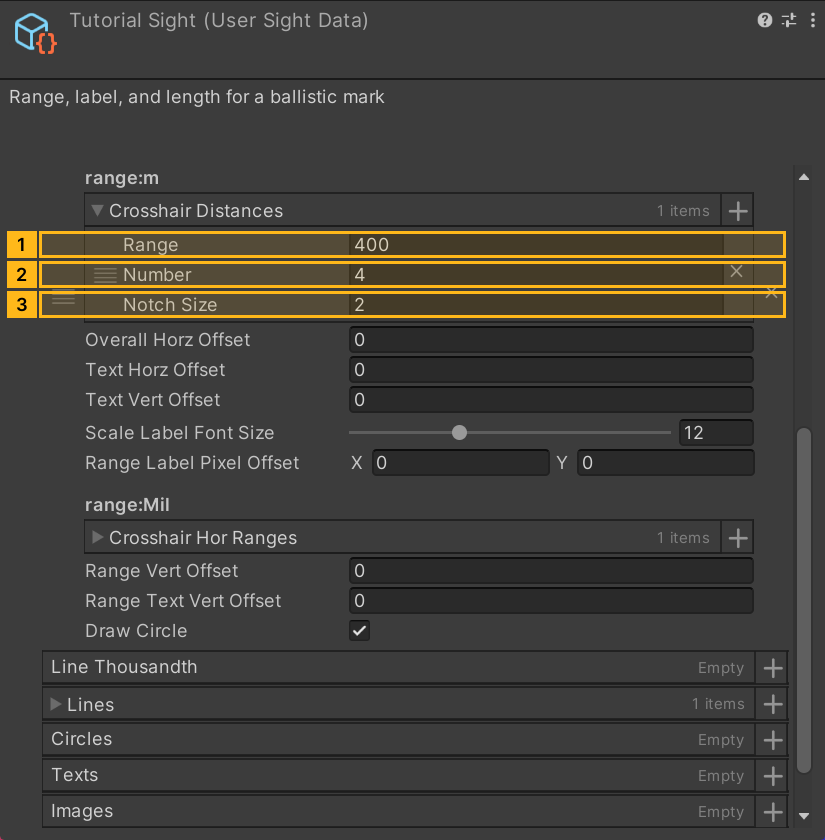 Tutorial Sight (User Sight Data)
Range, label, and length for a ballistic mark
range:m
Crosshair Distances 1 items
1 Range 400
2 Number 4
3 Notch Size 2
Overall Horz Offset 0
Text Horz Offset 0
Text Vert Offset 0
Scale Label Font Size 12
Range Label Pixel Offset X 0 Y 0
range:Mil
Crosshair Hor Ranges 1 items
Range Vert Offset 0
Range Text Vert Offset 0
Draw Circle
Line Thousandth Empty
Lines 1 items
Circles Empty
Texts Empty
Images Empty